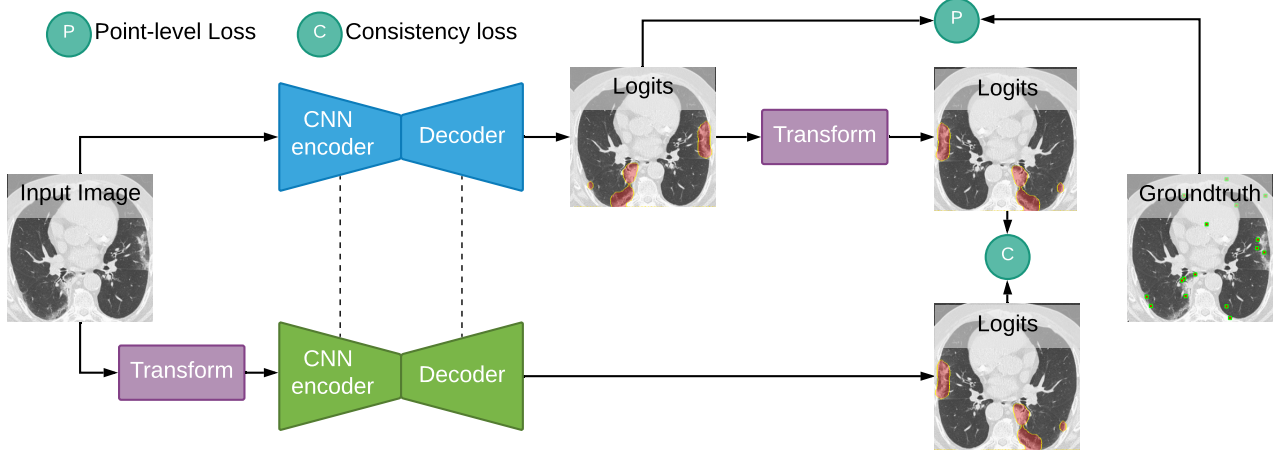 P Point-level Loss
C Consistency loss
P
Logits
Logits
CNN
encoder
Decoder
Transform
Input Image
Groundtruth
C
Logits
Transform
CNN
encoder
Decoder